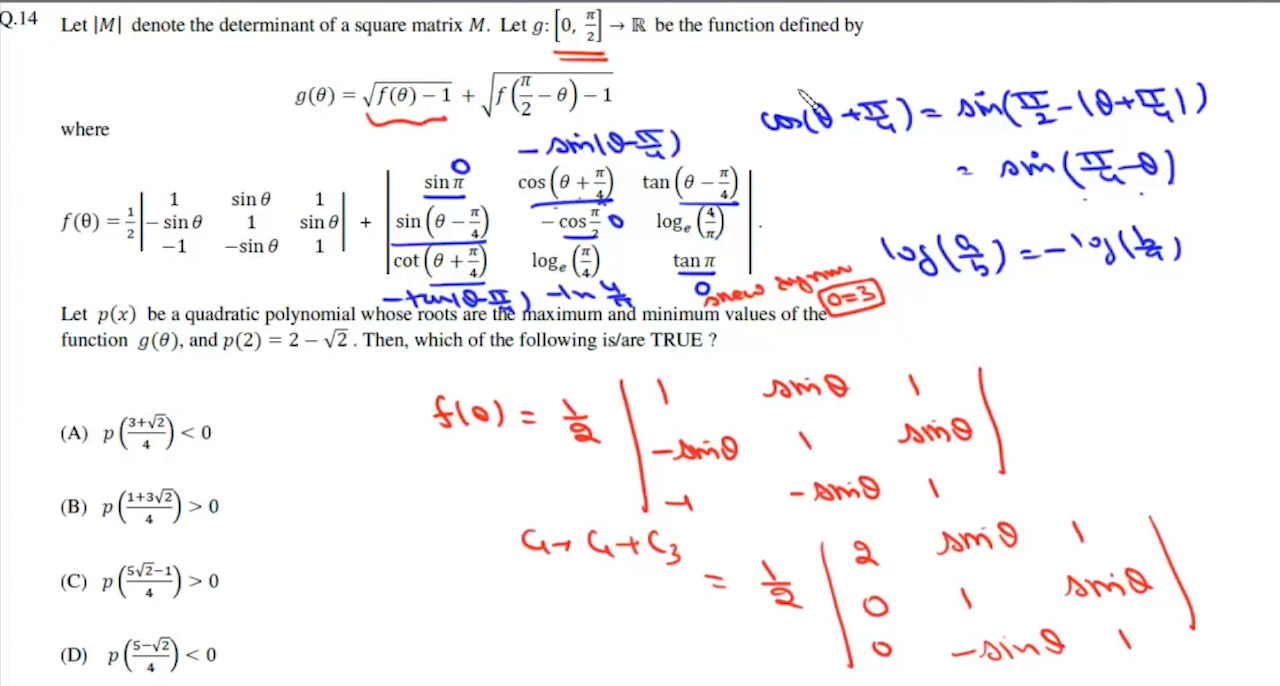 Q.14 Let |M| denote the determinant of a square matrix M. Let g: [0, π/2] → ℝ be the function defined by
g(θ) = √(f(θ) − 1) + √(f(π/2 − θ) − 1)
where
cos(θ + π/4) = sin(π/2 − (θ + π/4))
= sin(π/4 − θ)
− sin(θ − π/4)
0
f(θ) = 1/2 | 1 sin θ 1 | + | sin π cos(θ + π/4) tan(θ − π/4) | .
| − sin θ 1 sin θ | | sin(θ − π/4) − cos π/2 0 logₑ(4/π) |
| −1 −sin θ 1 | | cot(θ + π/4) logₑ(π/4) tan π |
log(a/b) = −log(b/a)
−tan(θ − π/4) −ln 4/π 0 skew symm
0=3
Let p(x) be a quadratic polynomial whose roots are the maximum and minimum values of the
function g(θ), and p(2) = 2 − √2 . Then, which of the following is/are TRUE ?
(A) p((3+√2)/4) < 0
(B) p((1+3√2)/4) > 0
(C) p((5√2−1)/4) > 0
(D) p((5−√2)/4) < 0
f(θ) = 1/2 | 1 sinθ 1 |
| −sinθ 1 sinθ |
| −1 −sinθ 1 |
C₁→ C₁+C₃
= 1/2 | 2 sinθ 1 |
| 0 1 sinθ |
| 0 −sinθ 1 |